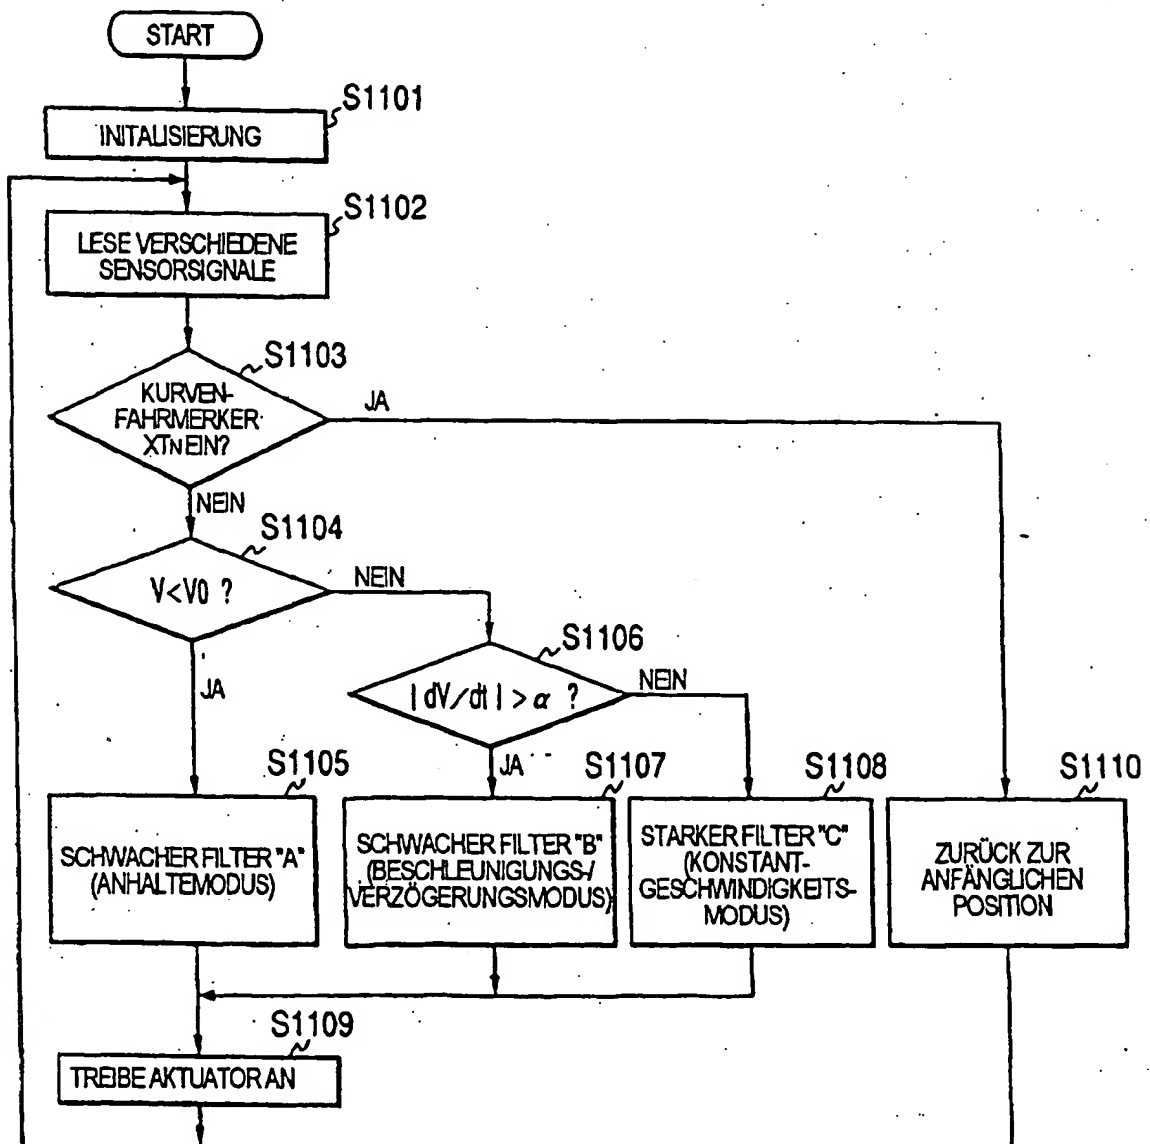 START
S1101
INITALISIERUNG
S1102
LESE VERSCHIEDENE
SENSORSIGNALE
S1103
KURVEN-
FAHRMERKER
XTN EIN?
JA
NEIN
S1104
V<V0 ?
NEIN
JA
S1106
|dV/dt| > α ?
NEIN
JA
S1105
SCHWACHER FILTER "A"
(ANHALTEMODUS)
S1107
SCHWACHER FILTER "B"
(BESCHLEUNIGUNGS-/
VERZÖGERUNGSMODUS)
S1108
STARKER FILTER "C"
(KONSTANT-
GESCHWINDIGKEITS-
MODUS)
S1110
ZURÜCK ZUR
ANFÄNGLICHEN
POSITION
S1109
TREIBE AKTUATOR AN